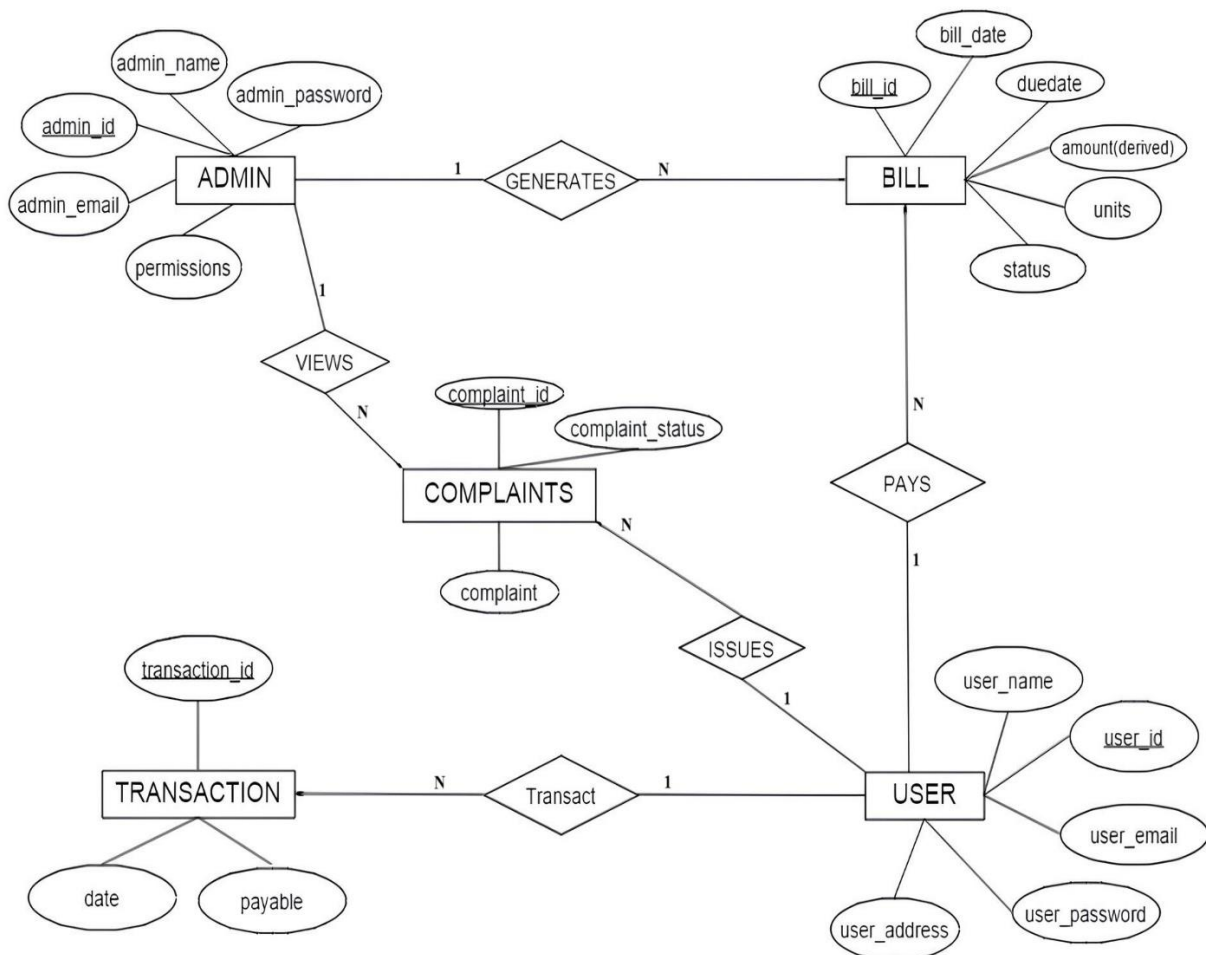 bill_date
admin_name
bill_id
duedate
admin_password
admin_id
amount(derived)
ADMIN
1
GENERATES
N
BILL
admin_email
units
permissions
status
1
VIEWS
N
complaint_id
N
complaint_status
COMPLAINTS
PAYS
N
1
complaint
ISSUES
transaction_id
user_name
1
user_id
TRANSACTION
N
Transact
1
USER
user_email
date
payable
user_password
user_address